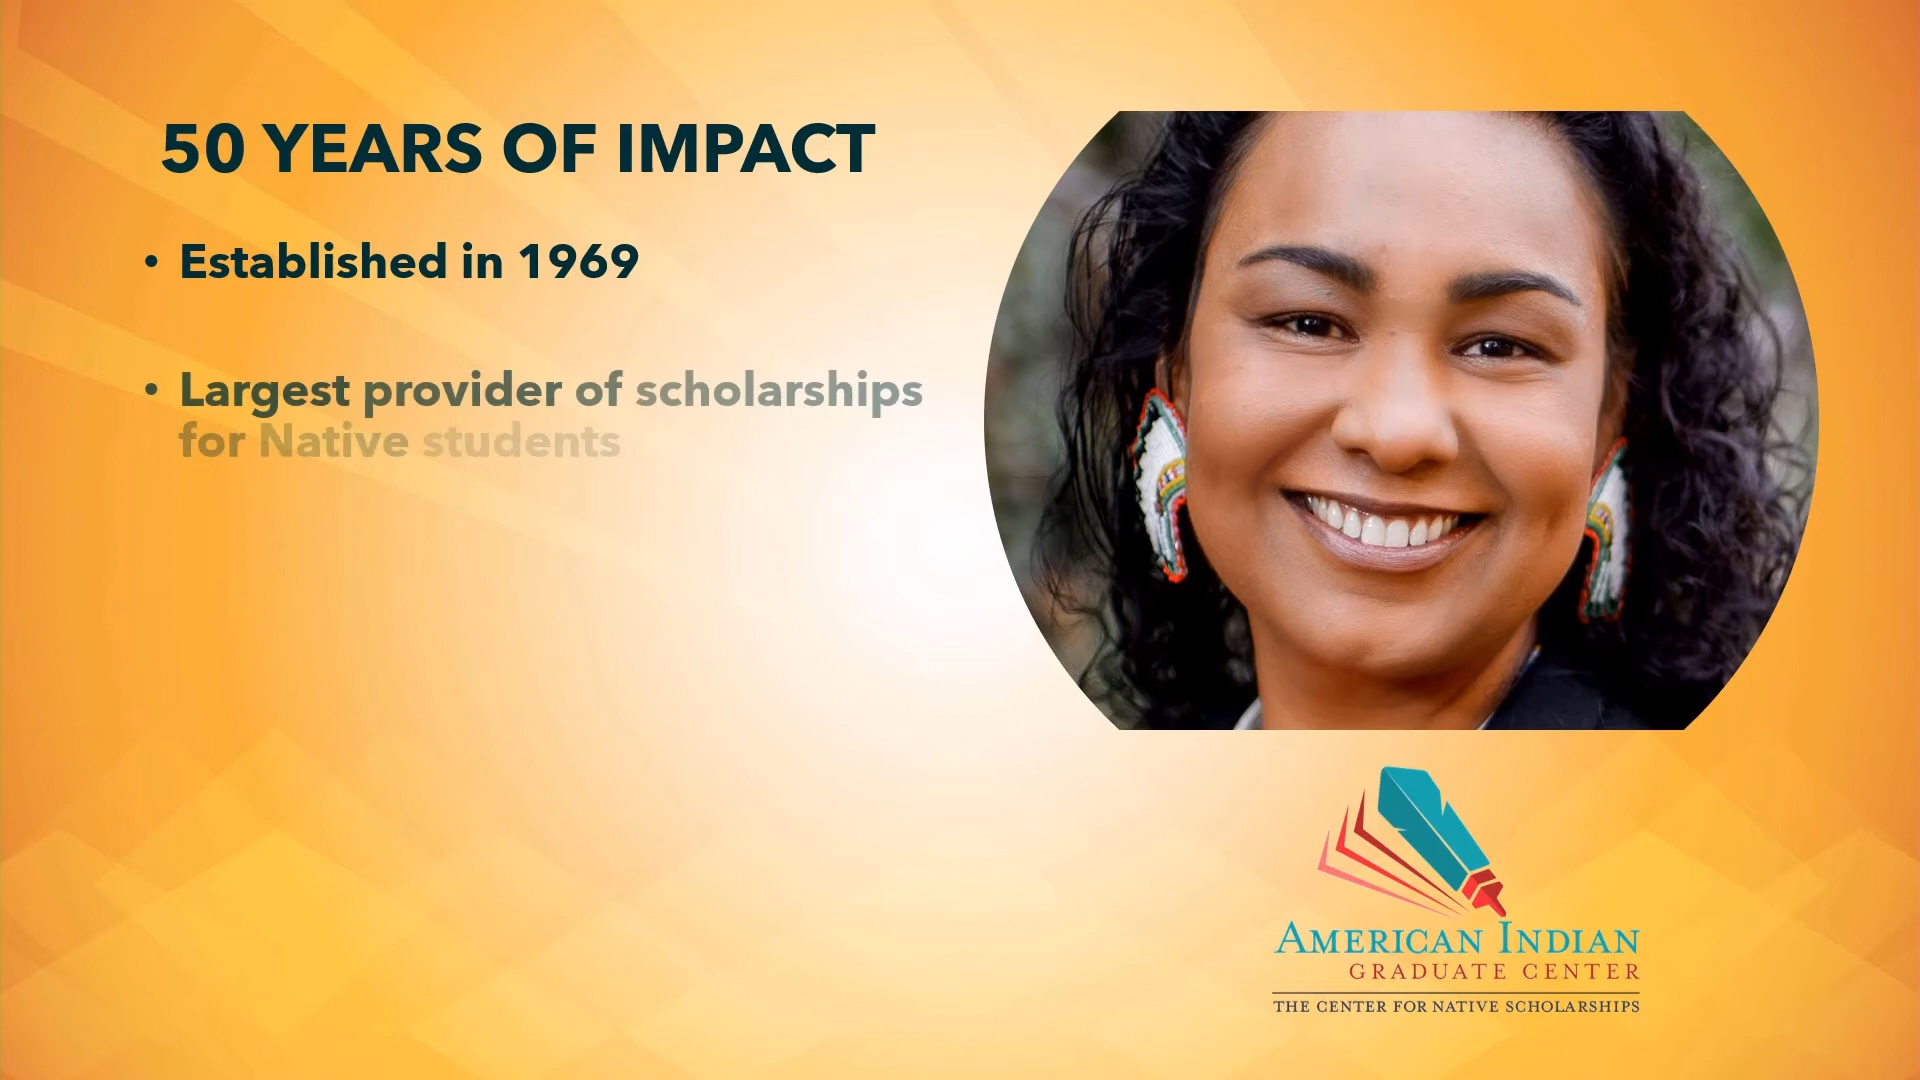 50 YEARS OF IMPACT
• Established in 1969
• Largest provider of scholarships
for Native students
AMERICAN INDIAN
GRADUATE CENTER
THE CENTER FOR NATIVE SCHOLARSHIPS